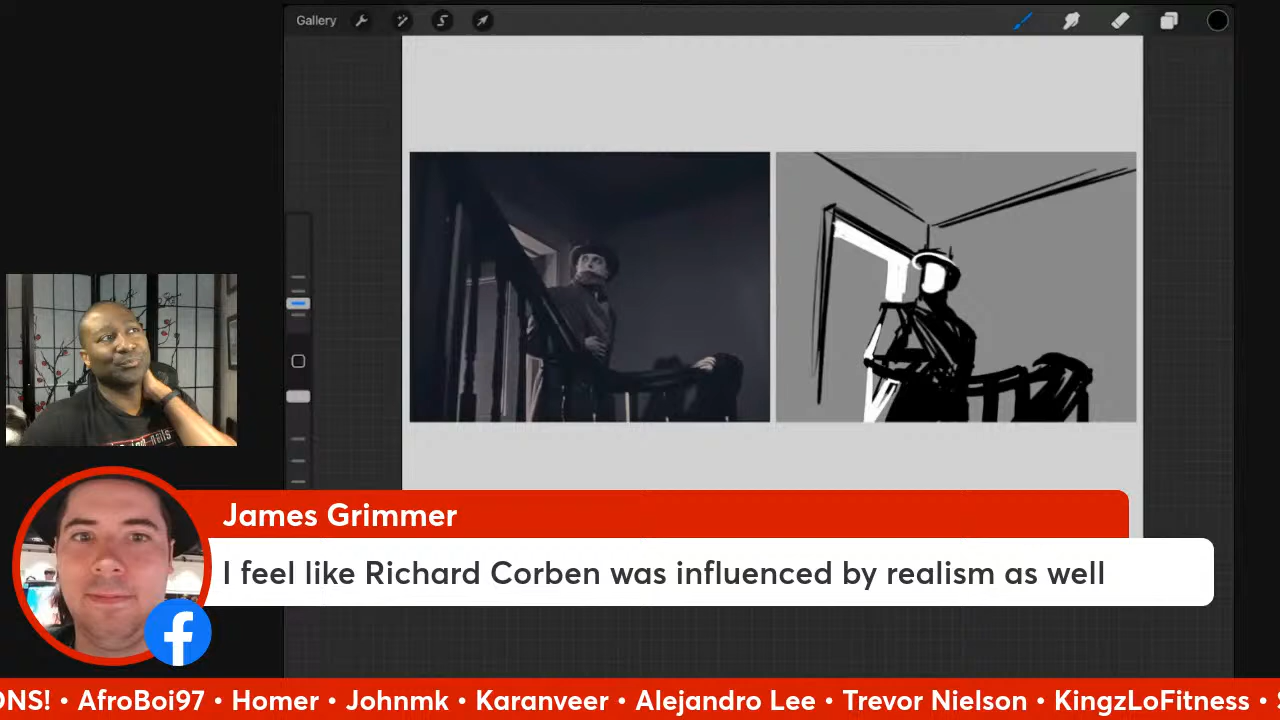 Gallery
James Grimmer
I feel like Richard Corben was influenced by realism as well
ONS! • AfroBoi97 • Homer • Johnmk • Karanveer • Alejandro Lee • Trevor Nielson • KingzLoFitness •